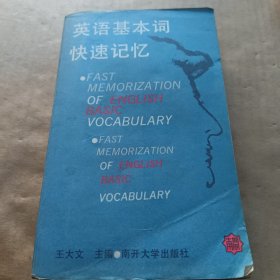 英语基本词
快速记忆
●FAST
MEMORIZATION
OF ENGLISH
BASIC
VOCABULARY
●FAST
MEMORIZATION
OF ENGLISH
BASIC
VOCABULARY
王大文 主编●南开大学出版社